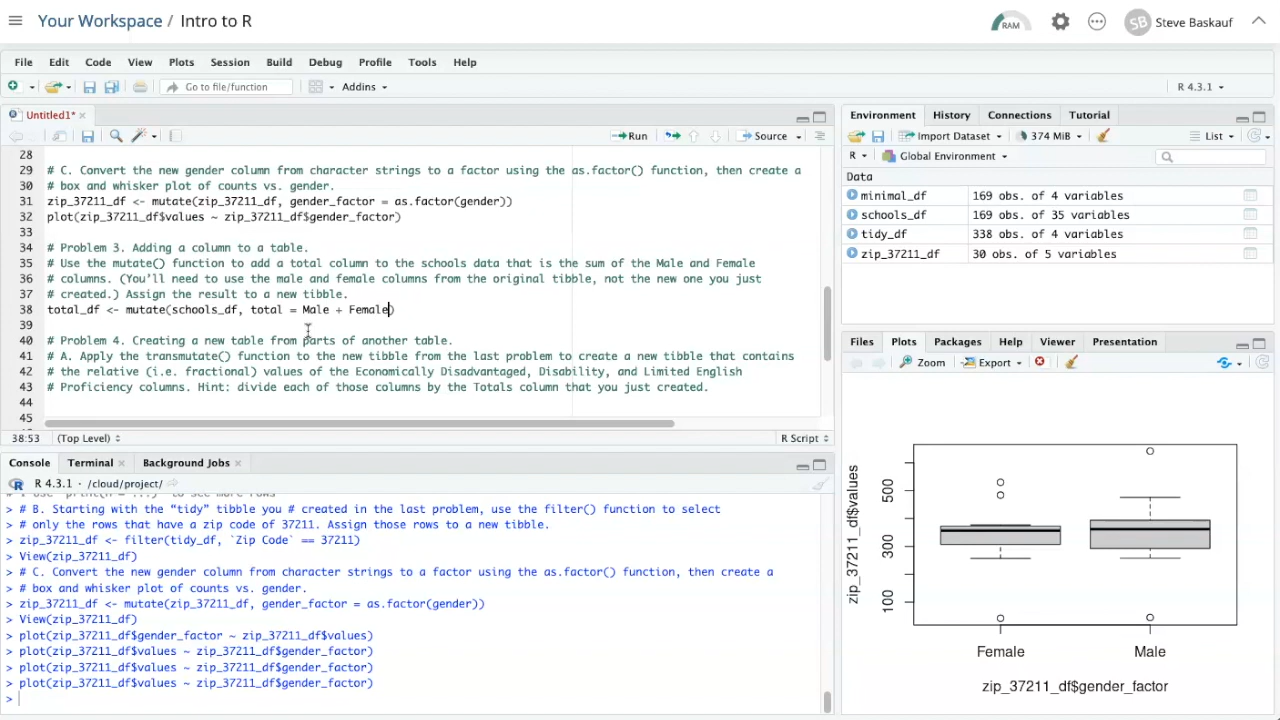 Your Workspace / Intro to R
RAM
SB Steve Baskauf
File Edit Code View Plots Session Build Debug Profile Tools Help
Go to file/function Addins
R 4.3.1
Untitled1*
Run Source
28
29 # C. Convert the new gender column from character strings to a factor using the as.factor() function, then create a
30 # box and whisker plot of counts vs. gender.
31 zip_37211_df <- mutate(zip_37211_df, gender_factor = as.factor(gender))
32 plot(zip_37211_df$values ~ zip_37211_df$gender_factor)
33
34 # Problem 3. Adding a column to a table.
35 # Use the mutate() function to add a total column to the schools data that is the sum of the Male and Female
36 # columns. (You’ll need to use the male and female columns from the original tibble, not the new one you just
37 # created.) Assign the result to a new tibble.
38 total_df <- mutate(schools_df, total = Male + Female)
39
40 # Problem 4. Creating a new table from parts of another table.
41 # A. Apply the transmutate() function to the new tibble from the last problem to create a new tibble that contains
42 # the relative (i.e. fractional) values of the Economically Disadvantaged, Disability, and Limited English
43 # Proficiency columns. Hint: divide each of those columns by the Totals column that you just created.
44
45
38:53 (Top Level) R Script
Console Terminal Background Jobs
R 4.3.1 · /cloud/project/
> # B. Starting with the “tidy” tibble you # created in the last problem, use the filter() function to select
> # only the rows that have a zip code of 37211. Assign those rows to a new tibble.
> zip_37211_df <- filter(tidy_df, `Zip Code` == 37211)
> View(zip_37211_df)
> # C. Convert the new gender column from character strings to a factor using the as.factor() function, then create a
> # box and whisker plot of counts vs. gender.
> zip_37211_df <- mutate(zip_37211_df, gender_factor = as.factor(gender))
> View(zip_37211_df)
> plot(zip_37211_df$gender_factor ~ zip_37211_df$values)
> plot(zip_37211_df$values ~ zip_37211_df$gender_factor)
> plot(zip_37211_df$values ~ zip_37211_df$gender_factor)
> plot(zip_37211_df$values ~ zip_37211_df$gender_factor)
>
Environment History Connections Tutorial
Import Dataset 374 MiB List
R Global Environment
Data
minimal_df 169 obs. of 4 variables
schools_df 169 obs. of 35 variables
tidy_df 338 obs. of 4 variables
zip_37211_df 30 obs. of 5 variables
Files Plots Packages Help Viewer Presentation
Zoom Export
zip_37211_df$values
500
300
100
Female Male
zip_37211_df$gender_factor